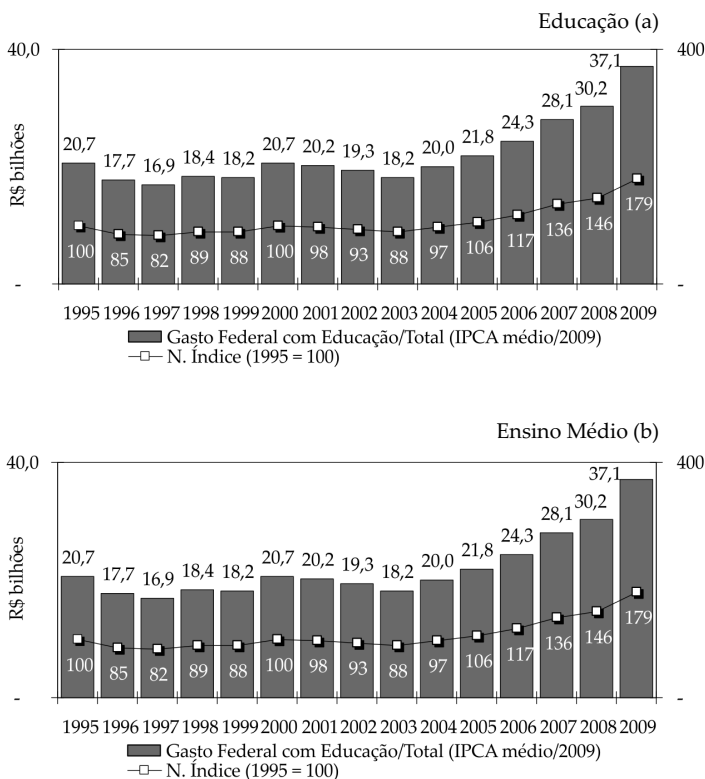 Educação (a)
40,0
400
R$ bilhões
20,7 17,7 16,9 18,4 18,2 20,7 20,2 19,3 18,2 20,0 21,8 24,3 28,1 30,2 37,1
100 85 82 89 88 100 98 93 88 97 106 117 136 146 179
- -
1995 1996 1997 1998 1999 2000 2001 2002 2003 2004 2005 2006 2007 2008 2009
Gasto Federal com Educação/Total (IPCA médio/2009)
N. Índice (1995 = 100)
Ensino Médio (b)
40,0
400
R$ bilhões
20,7 17,7 16,9 18,4 18,2 20,7 20,2 19,3 18,2 20,0 21,8 24,3 28,1 30,2 37,1
100 85 82 89 88 100 98 93 88 97 106 117 136 146 179
- -
1995 1996 1997 1998 1999 2000 2001 2002 2003 2004 2005 2006 2007 2008 2009
Gasto Federal com Educação/Total (IPCA médio/2009)
N. Índice (1995 = 100)